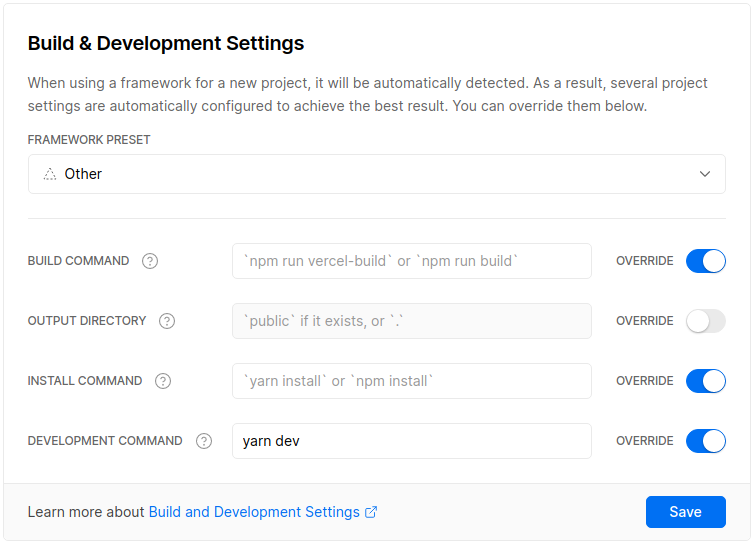 Build & Development Settings
When using a framework for a new project, it will be automatically detected. As a result, several project
settings are automatically configured to achieve the best result. You can override them below.
FRAMEWORK PRESET
Other
BUILD COMMAND ? `npm run vercel-build` or `npm run build` OVERRIDE
OUTPUT DIRECTORY ? `public` if it exists, or `.` OVERRIDE
INSTALL COMMAND ? `yarn install` or `npm install` OVERRIDE
DEVELOPMENT COMMAND ? yarn dev OVERRIDE
Learn more about Build and Development Settings Save